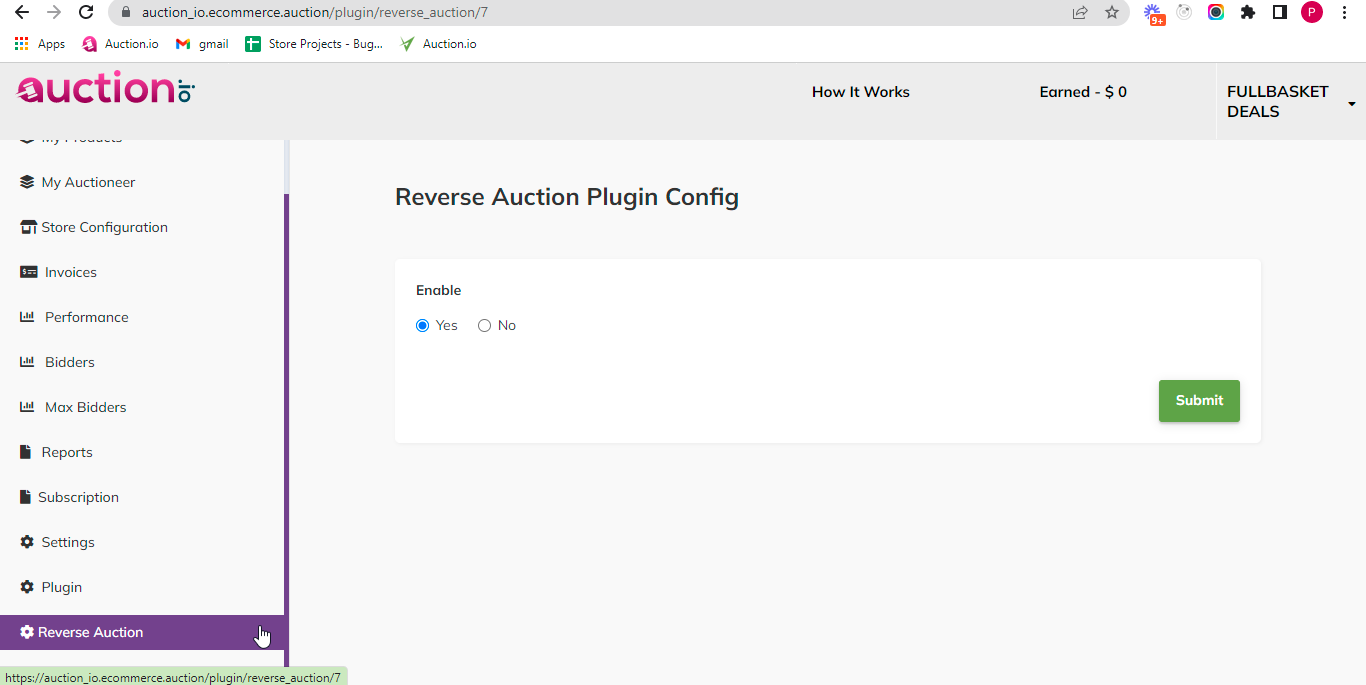 auction_io.ecommerce.auction/plugin/reverse_auction/7
9+
P
Apps
Auction.io
gmail
Store Projects - Bug...
Auction.io
auction.io
How It Works
Earned - $ 0
FULLBASKET
DEALS
My Products
My Auctioneer
Store Configuration
Invoices
Performance
Bidders
Max Bidders
Reports
Subscription
Settings
Plugin
Reverse Auction
Reverse Auction Plugin Config
Enable
Yes
No
Submit
https://auction_io.ecommerce.auction/plugin/reverse_auction/7